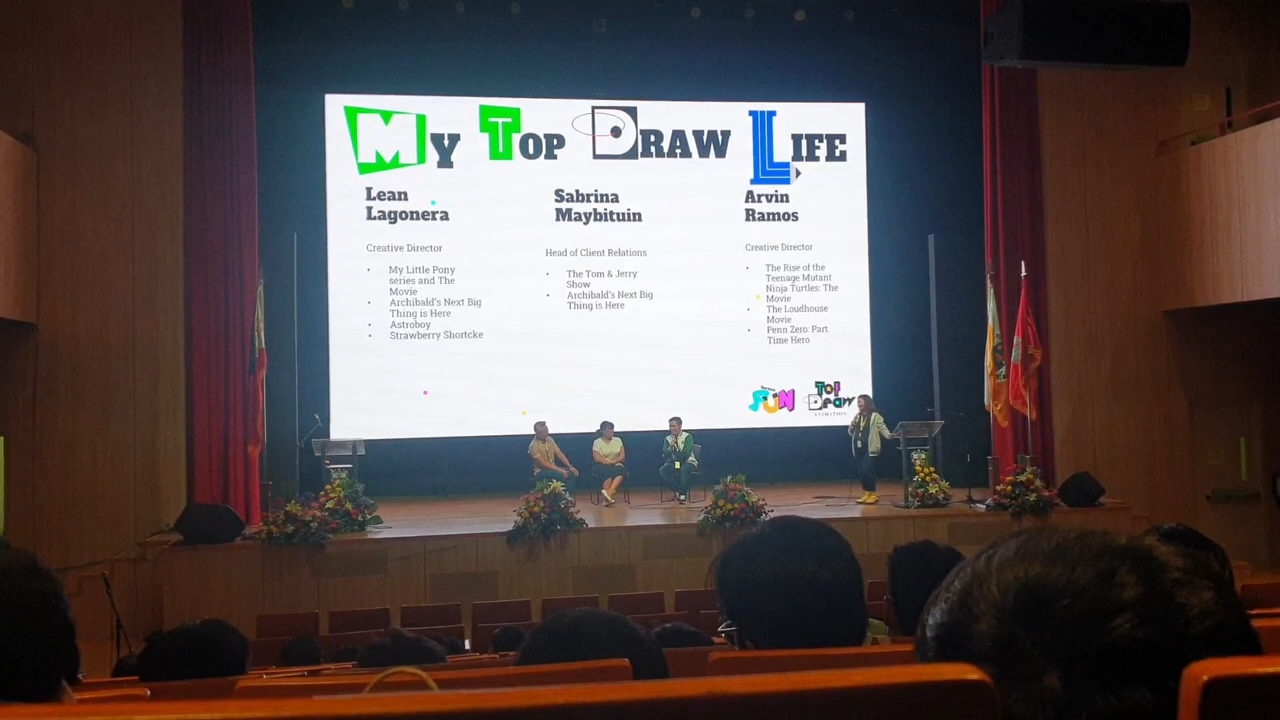 My Top Draw Life
Lean
Lagonera
Creative Director
• My Little Pony
series and The
Movie
• Archibald's Next Big
Thing is Here
• Astroboy
• Strawberry Shortcke
Sabrina
Maybituin
Head of Client Relations
• The Tom & Jerry
Show
• Archibald's Next Big
Thing is Here
Arvin
Ramos
Creative Director
• The Rise of the
Teenage Mutant
Ninja Turtles: The
Movie
• The Loudhouse
Movie
• Penn Zero: Part
Time Hero
FUN
Top
Draw
ANIMATION